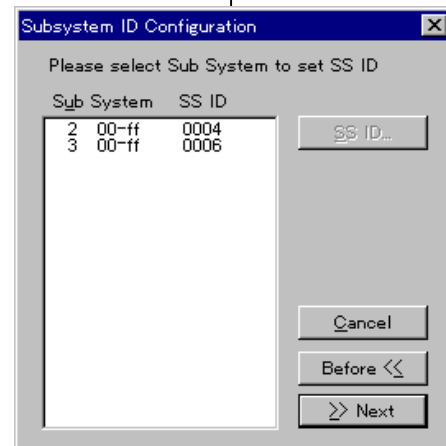 Subsystem ID Configuration
Please select Sub System to set SS ID
Sub System SS ID
2 00-ff 0004
3 00-ff 0006
SS ID...
Cancel
Before <<
>> Next